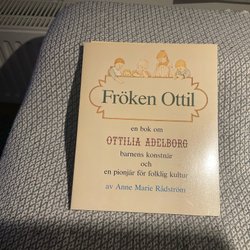 Fröken Ottil
en bok om
OTTILIA ADELBORG
barnens konstnär
och
en pionjär för folklig kultur
av Anne Marie Rådström